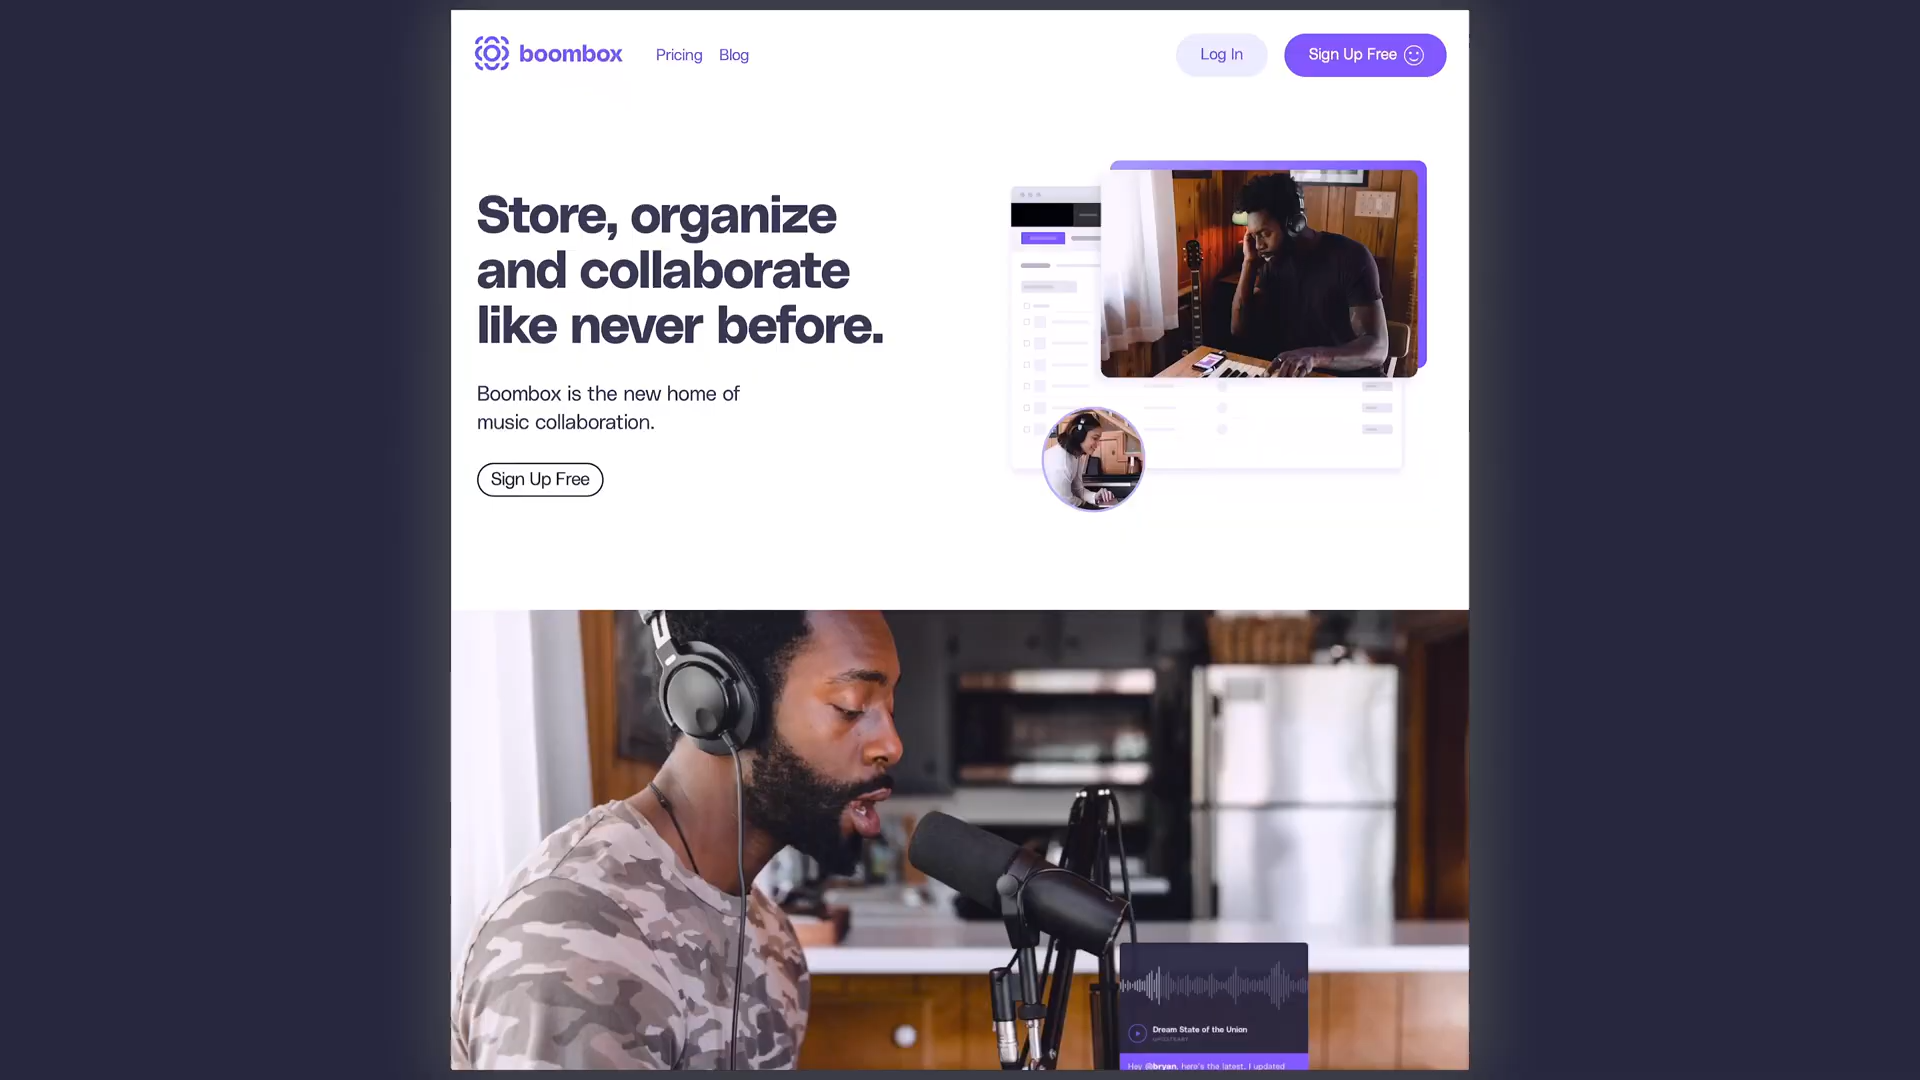 boombox
Pricing
Blog
Log In
Sign Up Free
Store, organize
and collaborate
like never before.
Boombox is the new home of
music collaboration.
Sign Up Free
Dream State of the Union
Hey @bryan, here's the latest. I updated